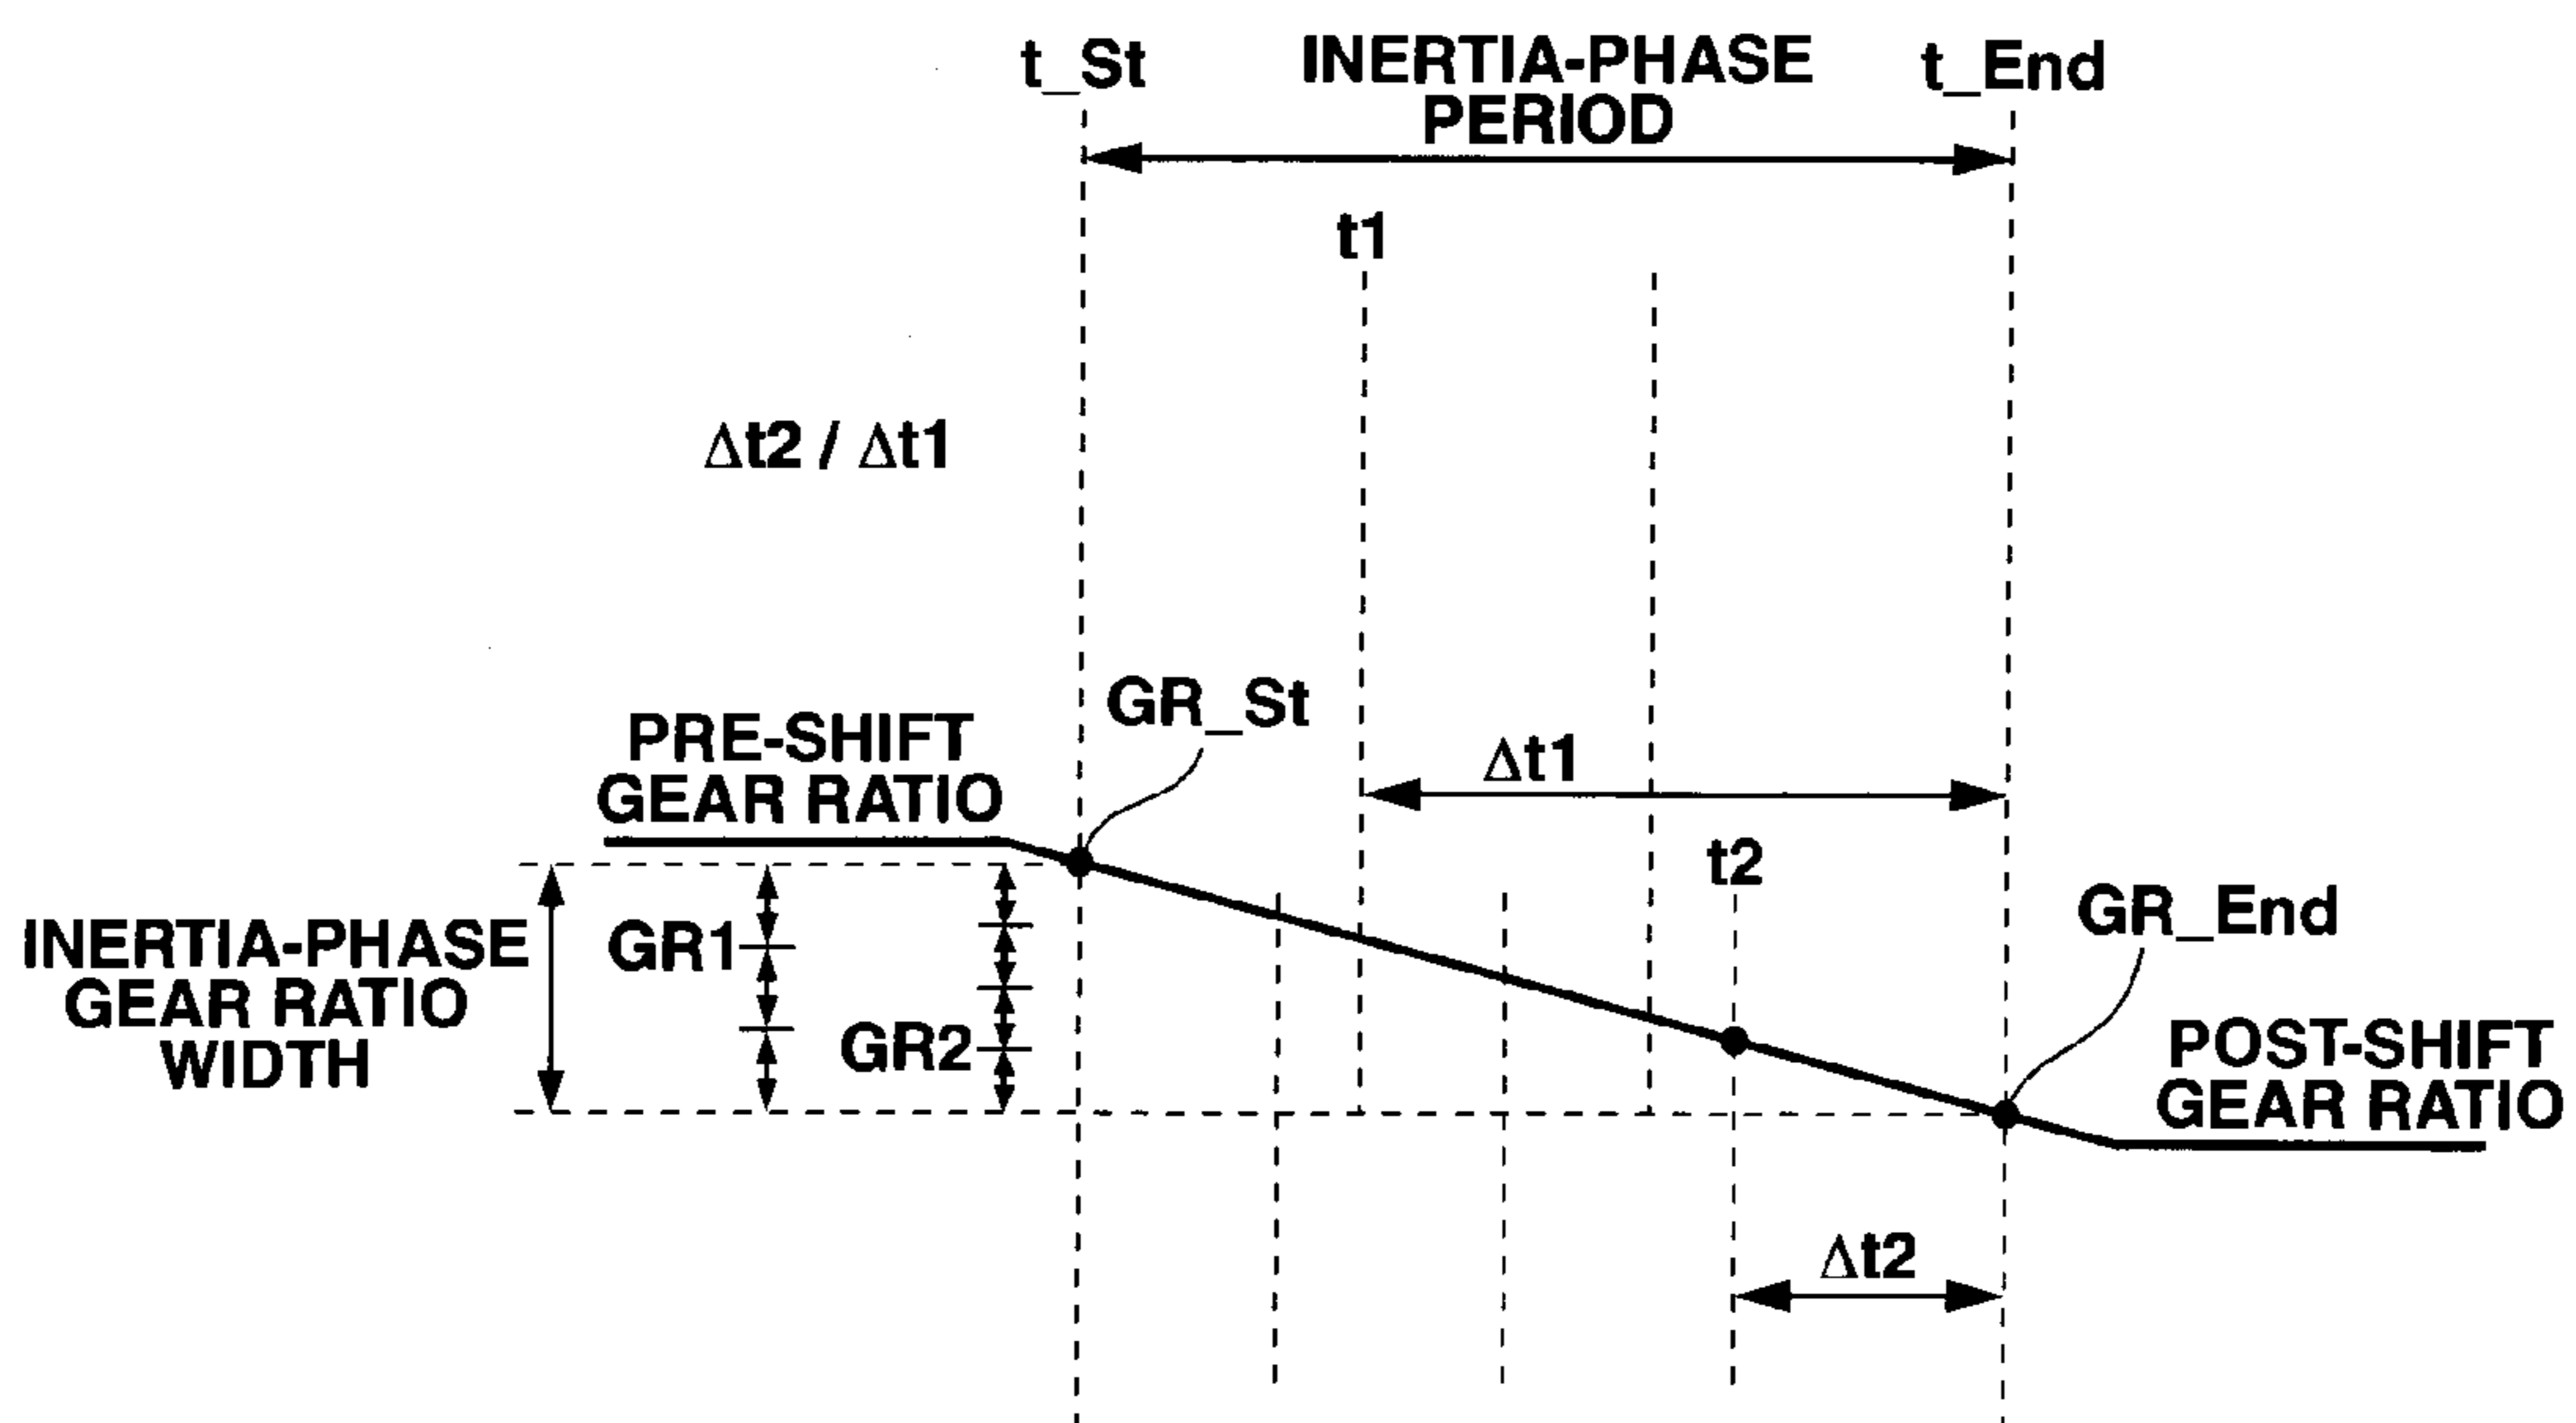 t_St
INERTIA-PHASE
PERIOD
t_End
t1
Δt2 / Δt1
GR_St
PRE-SHIFT
GEAR RATIO
Δt1
t2
GR_End
INERTIA-PHASE
GEAR RATIO
WIDTH
GR1
GR2
POST-SHIFT
GEAR RATIO
Δt2